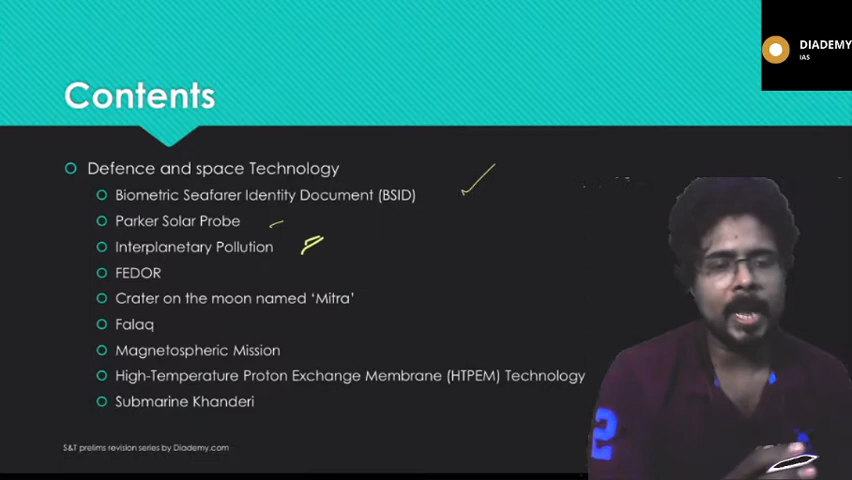 DIADEMY
IAS
Contents
Defence and space Technology
Biometric Seafarer Identity Document (BSID)
Parker Solar Probe
Interplanetary Pollution
FEDOR
Crater on the moon named ‘Mitra’
Falaq
Magnetospheric Mission
High-Temperature Proton Exchange Membrane (HTPEM) Technology
Submarine Khanderi
2
S&T prelims revision series by Diademy.com